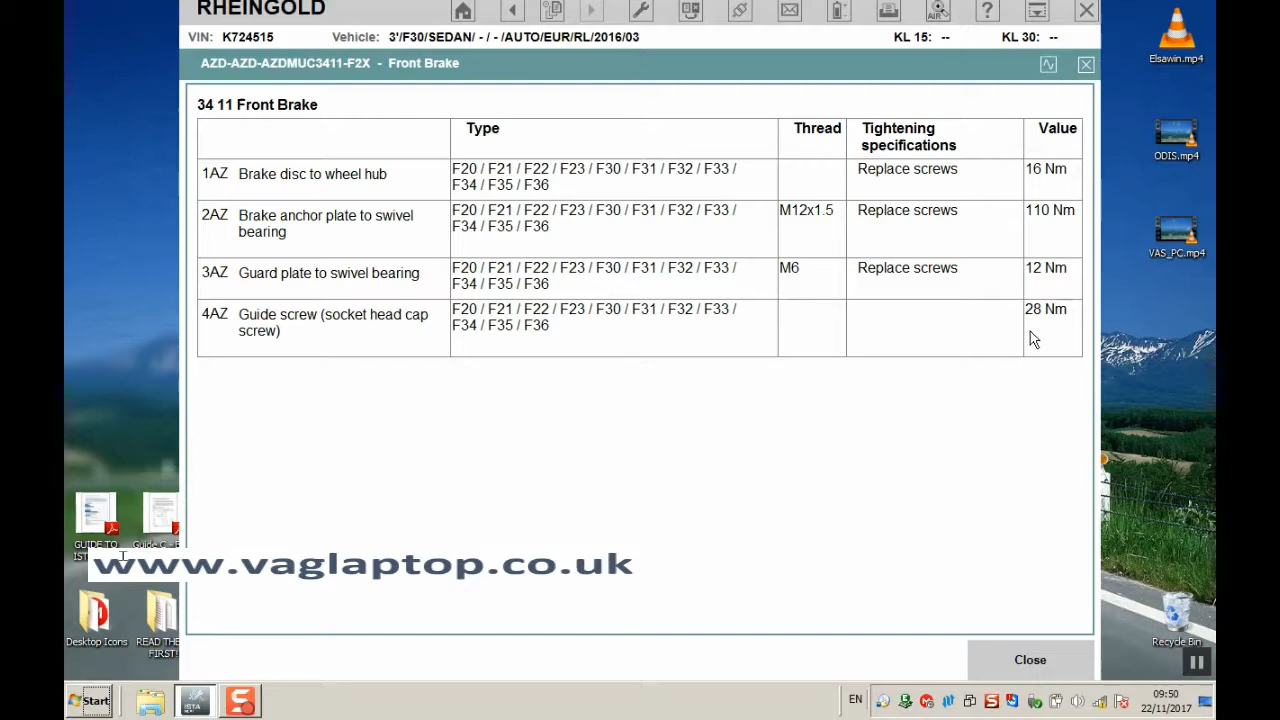 RHEINGOLD
VIN: K724515 Vehicle: 3'/F30/SEDAN/ - / - /AUTO/EUR/RL/2016/03 KL 15: -- KL 30: --
AZD-AZD-AZDMUC3411-F2X - Front Brake
34 11 Front Brake
Type Thread Tightening specifications Value
1AZ Brake disc to wheel hub F20 / F21 / F22 / F23 / F30 / F31 / F32 / F33 / Replace screws 16 Nm
F34 / F35 / F36
2AZ Brake anchor plate to swivel F20 / F21 / F22 / F23 / F30 / F31 / F32 / F33 / M12x1.5 Replace screws 110 Nm
bearing F34 / F35 / F36
3AZ Guard plate to swivel bearing F20 / F21 / F22 / F23 / F30 / F31 / F32 / F33 / M6 Replace screws 12 Nm
F34 / F35 / F36
4AZ Guide screw (socket head cap F20 / F21 / F22 / F23 / F30 / F31 / F32 / F33 / 28 Nm
screw) F34 / F35 / F36
Elsawin.mp4
ODIS.mp4
VAS_PC.mp4
AIR
GUIDE TO
www.vaglaptop.co.uk
Desktop Icons
READ THE
FIRST!
Recycle Bin
Close
Start
ISTA
EN
09:50
22/11/2017